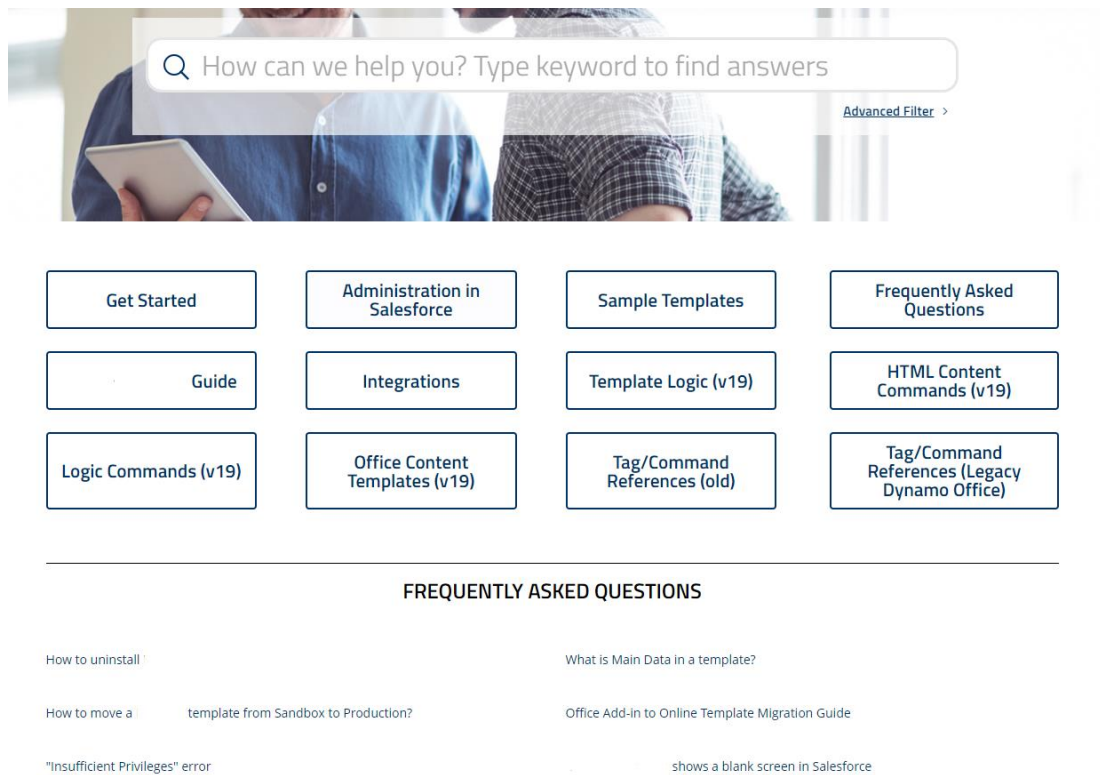 How can we help you? Type keyword to find answers
Advanced Filter >
Get Started
Administration in
Salesforce
Sample Templates
Frequently Asked
Questions
Guide
Integrations
Template Logic (v19)
HTML Content
Commands (v19)
Logic Commands (v19)
Office Content
Templates (v19)
Tag/Command
References (old)
Tag/Command
References (Legacy
Dynamo Office)
FREQUENTLY ASKED QUESTIONS
How to uninstall
What is Main Data in a template?
How to move a template from Sandbox to Production?
Office Add-in to Online Template Migration Guide
"Insufficient Privileges" error
shows a blank screen in Salesforce